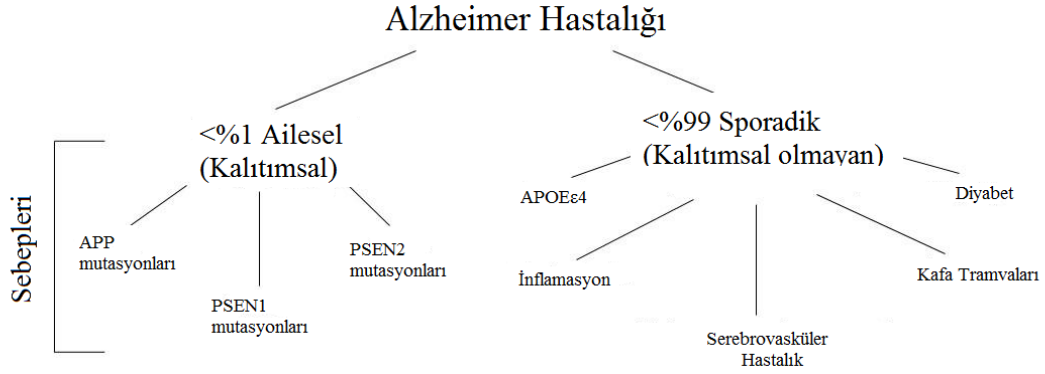 Alzheimer Hastalığı
<%1 Ailesel
(Kalıtımsal)
<%99 Sporadik
(Kalıtımsal olmayan)
Sebepleri
APP
mutasyonları
PSEN1
mutasyonları
PSEN2
mutasyonları
APOEε4
İnflamasyon
Serebrovasküler
Hastalık
Kafa Tramvaları
Diyabet